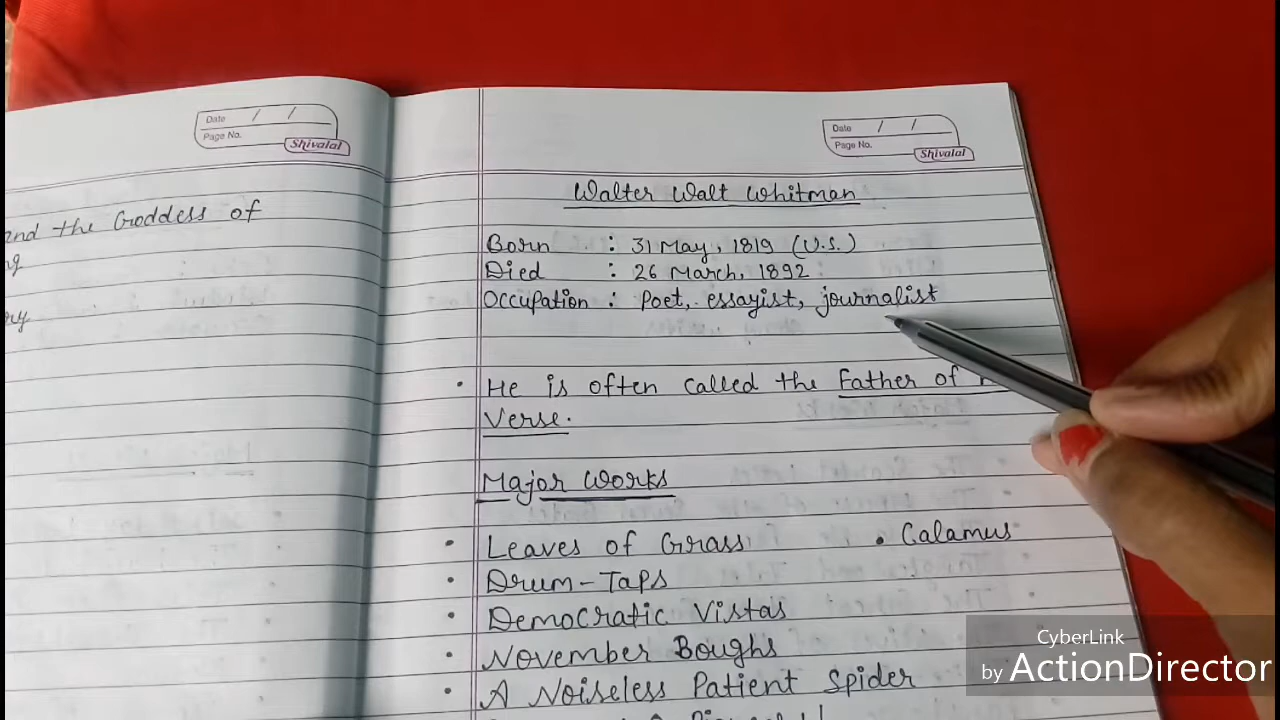 Date / /
Page No.
Shivalal
and the Goddess of
Date / /
Page No.
Shivalal
Walter Walt Whitman
Born : 31 May, 1819 (U.S.)
Died : 26 March, 1892
Occupation : Poet, essayist, journalist
• He is often called the Father of
Verse.
Major Works
• Leaves of Grass • Calamus
• Drum-Taps
• Democratic Vistas
• November Boughs
• A Noiseless Patient Spider
CyberLink
by ActionDirector